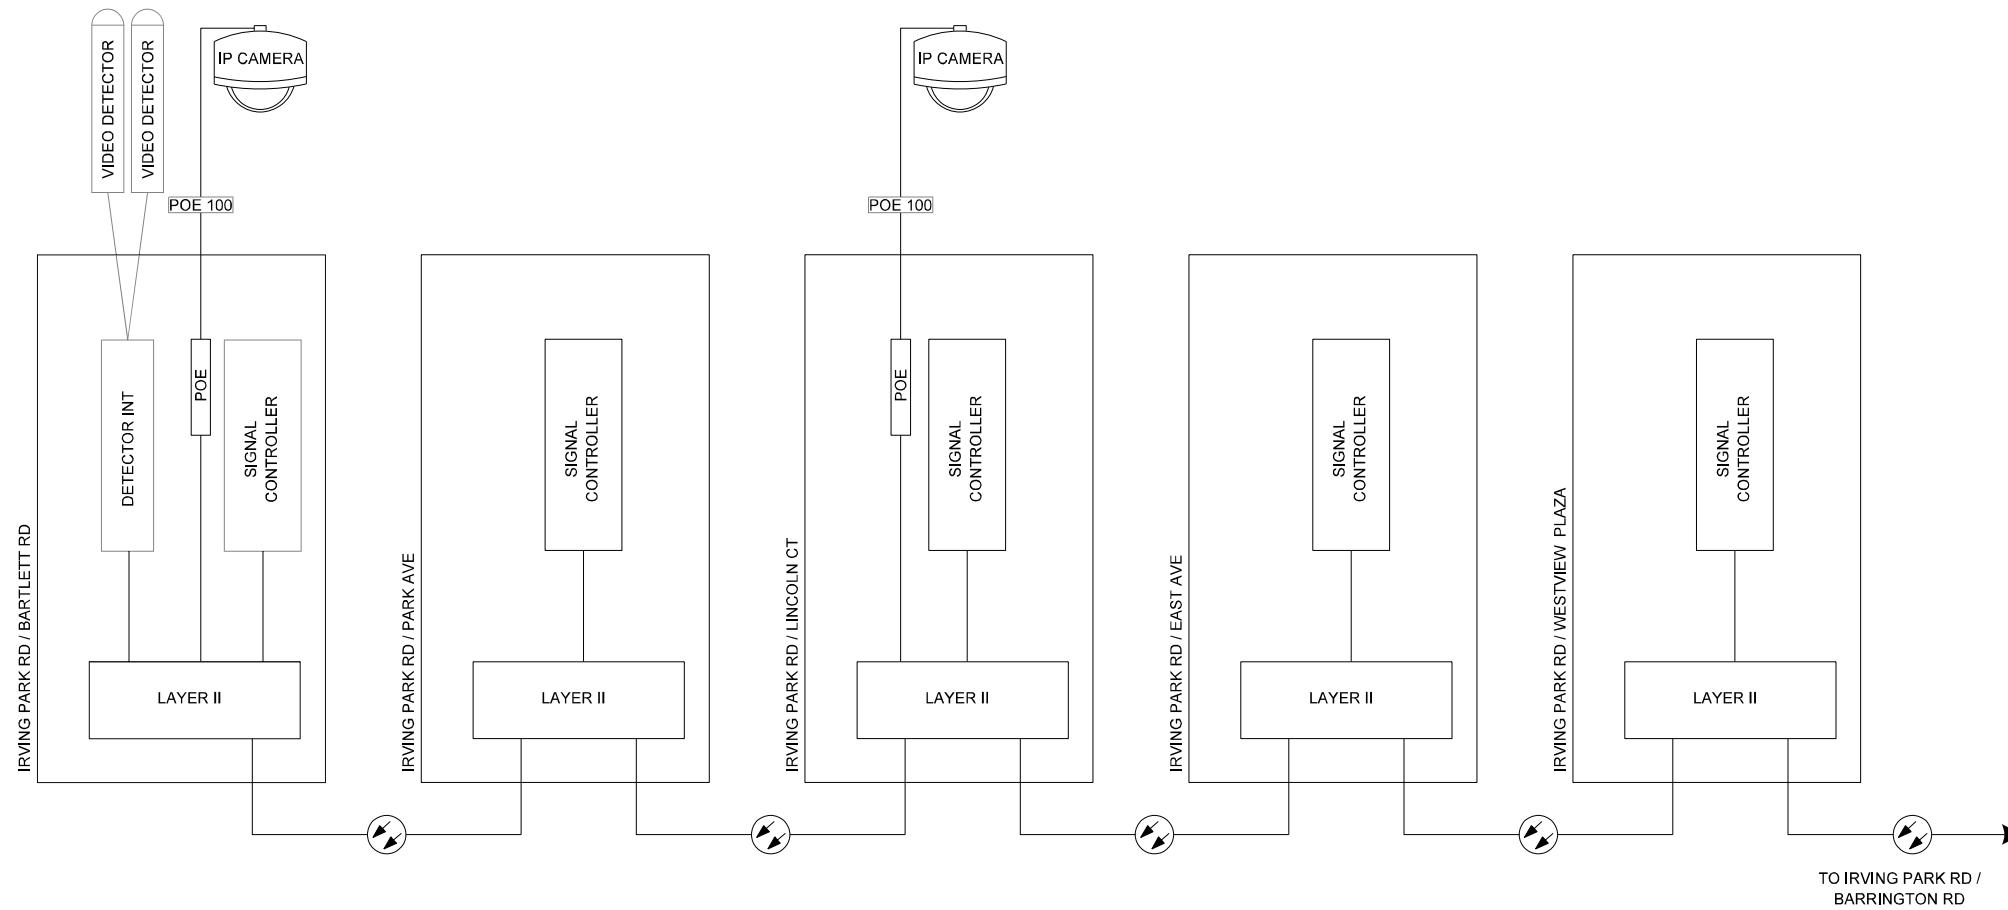 VIDEO DETECTOR
VIDEO DETECTOR
IP CAMERA
IP CAMERA
POE 100
POE 100
IRVING PARK RD / BARTLETT RD
DETECTOR INT
POE
SIGNAL
CONTROLLER
LAYER II
IRVING PARK RD / PARK AVE
SIGNAL
CONTROLLER
LAYER II
IRVING PARK RD / LINCOLN CT
POE
SIGNAL
CONTROLLER
LAYER II
IRVING PARK RD / EAST AVE
SIGNAL
CONTROLLER
LAYER II
IRVING PARK RD / WESTVIEW PLAZA
SIGNAL
CONTROLLER
LAYER II
TO IRVING PARK RD /
BARRINGTON RD